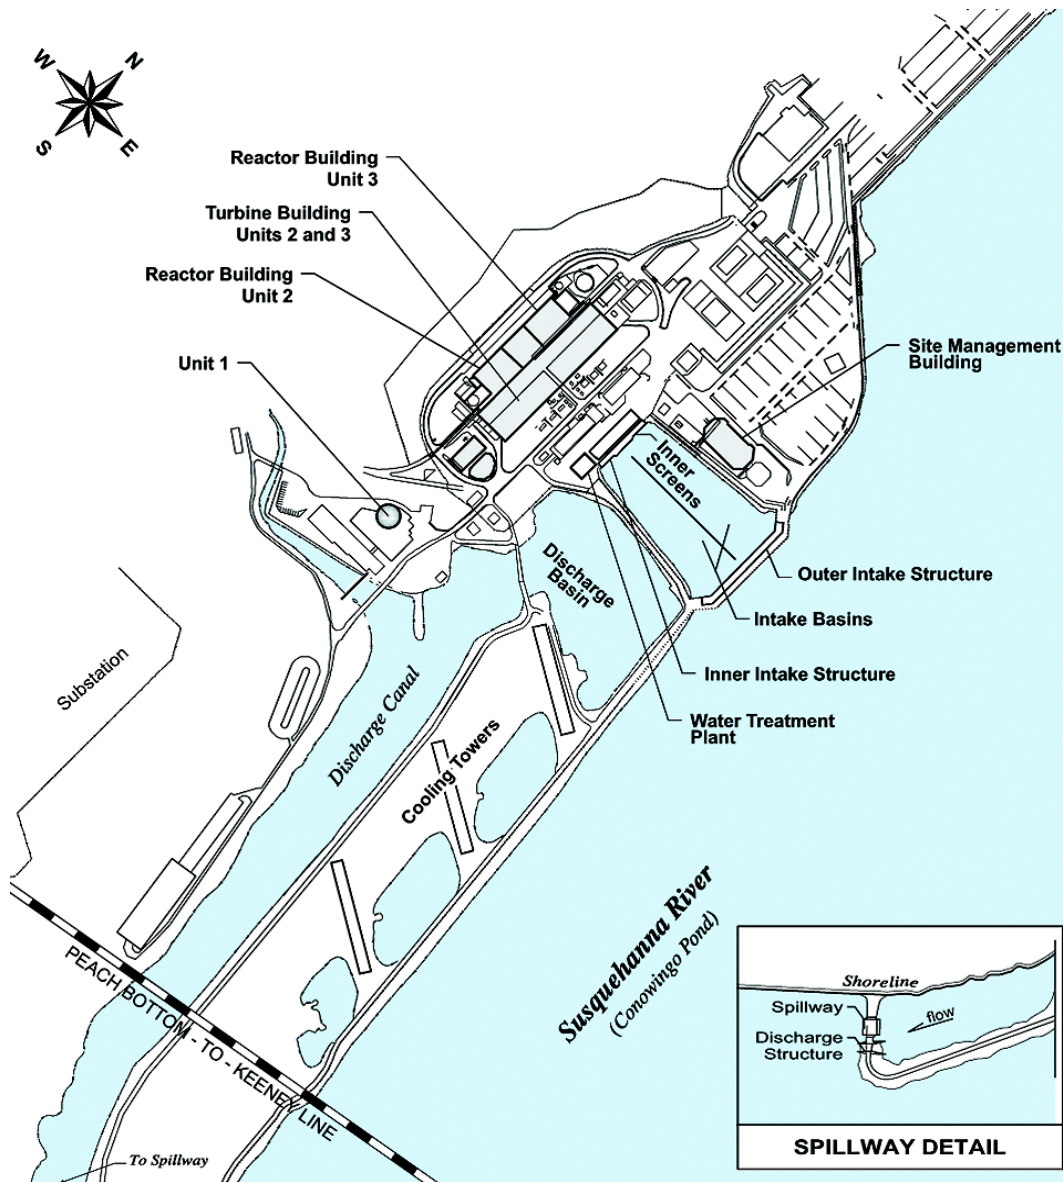 W
N
S
E
Reactor Building
Unit 3
Turbine Building
Units 2 and 3
Reactor Building
Unit 2
Unit 1
Site Management
Building
Inner
Screens
Discharge
Basin
Outer Intake Structure
Intake Basins
Inner Intake Structure
Water Treatment
Plant
Substation
Discharge Canal
Cooling Towers
Susquehanna River
(Conowingo Pond)
PEACH BOTTOM - TO - KEENEY LINE
To Spillway
Shoreline
Spillway
flow
Discharge
Structure
SPILLWAY DETAIL